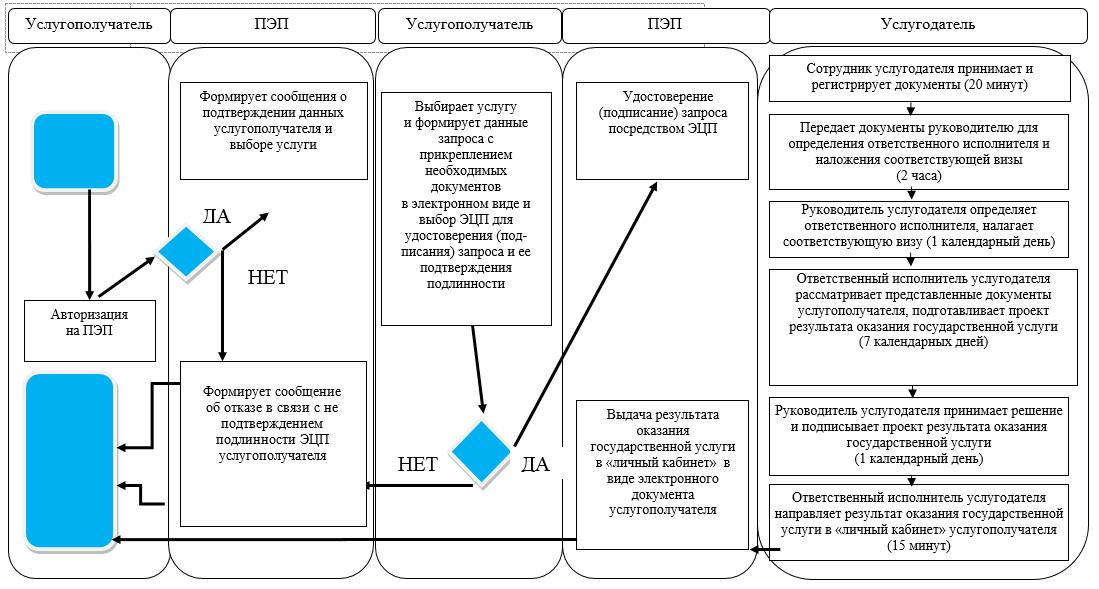 Услугополучатель
ПЭП
Услугополучатель
ПЭП
Услугодатель
Авторизация
на ПЭП
Формирует сообщения о
подтверждении данных
услугополучателя и
выборе услуги
ДА
НЕТ
Формирует сообщение
об отказе в связи с не
подтверждением
подлинности ЭЦП
услугополучателя
Выбирает услугу
и формирует данные
запроса с
прикреплением
необходимых
документов
в электронном виде и
выбор ЭЦП для
удостоверения (под-
писания) запроса и ее
подтверждения
подлинности
НЕТ
ДА
Удостоверение
(подписание) запроса
посредством ЭЦП
Выдача результата
оказания
государственной услуги
в «личный кабинет» в
виде электронного
документа
услугополучателя
Сотрудник услугодателя принимает и
регистрирует документы (20 минут)
Передает документы руководителю для
определения ответственного исполнителя и
наложения соответствующей визы
(2 часа)
Руководитель услугодателя определяет
ответственного исполнителя, налагает
соответствующую визу (1 календарный день)
Ответственный исполнитель услугодателя
рассматривает представленные документы
услугополучателя, подготавливает проект
результата оказания государственной услуги
(7 календарных дней)
Руководитель услугодателя принимает решение
и подписывает проект результата оказания
государственной услуги
(1 календарный день)
Ответственный исполнитель услугодателя
направляет результат оказания государственной
услуги в «личный кабинет» услугополучателя
(15 минут)